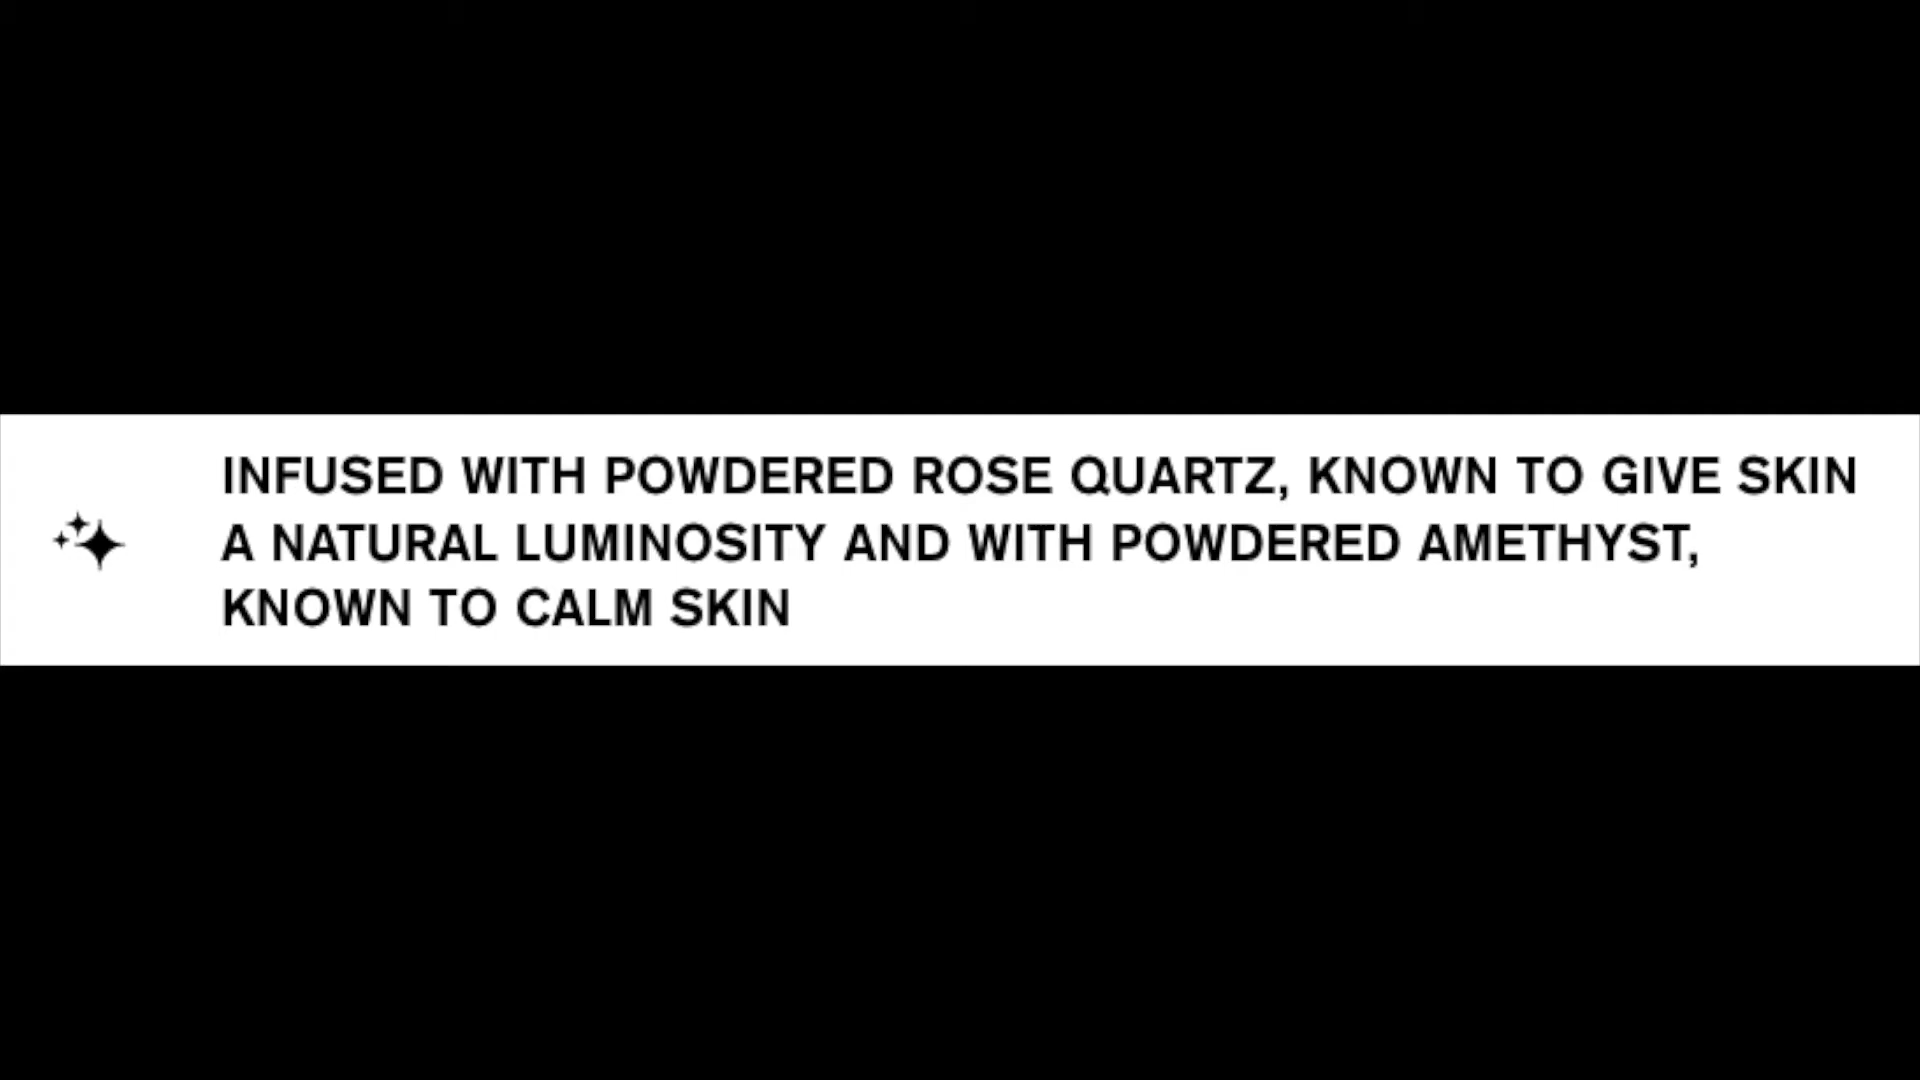 INFUSED WITH POWDERED ROSE QUARTZ, KNOWN TO GIVE SKIN
A NATURAL LUMINOSITY AND WITH POWDERED AMETHYST,
KNOWN TO CALM SKIN